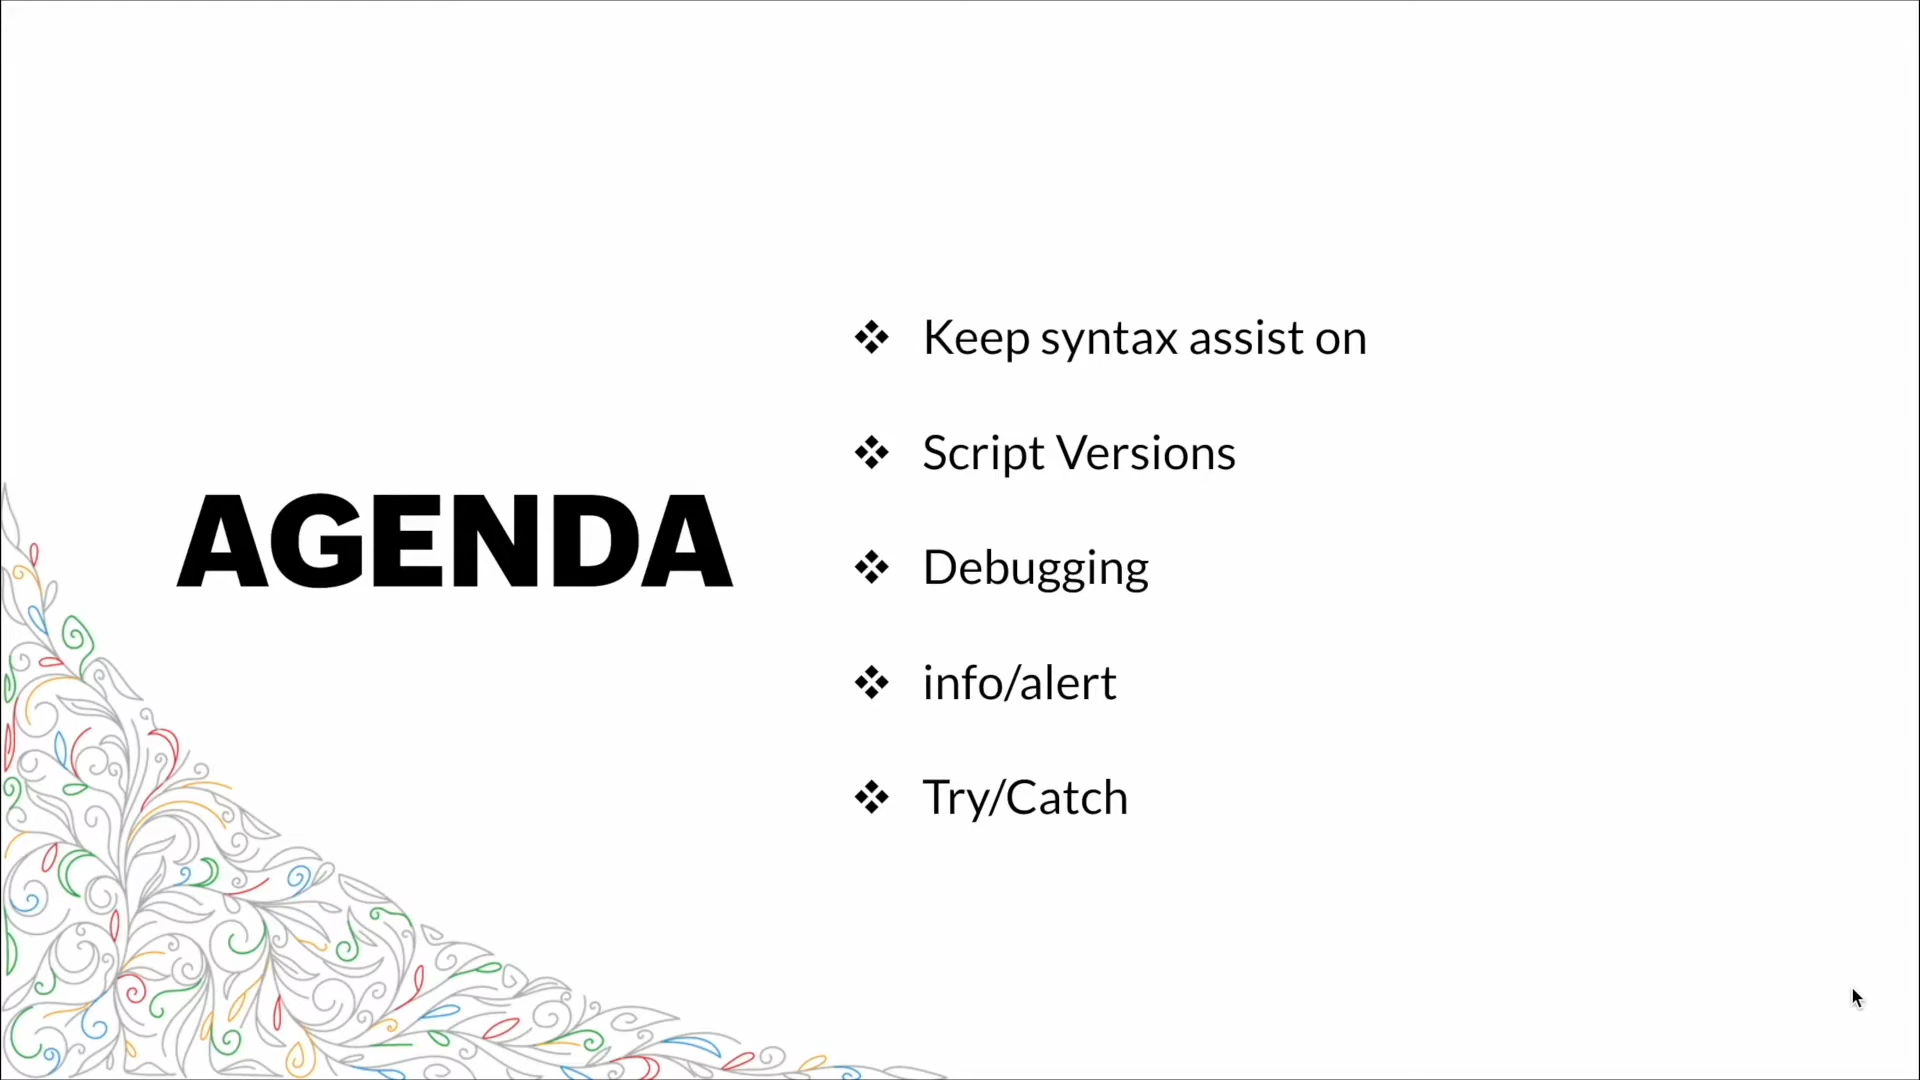 AGENDA
Keep syntax assist on
Script Versions
Debugging
info/alert
Try/Catch